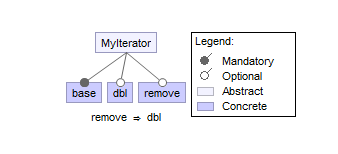 MyIterator
base
dbl
remove
remove ⇒ dbl
Legend:
Mandatory
Optional
Abstract
Concrete